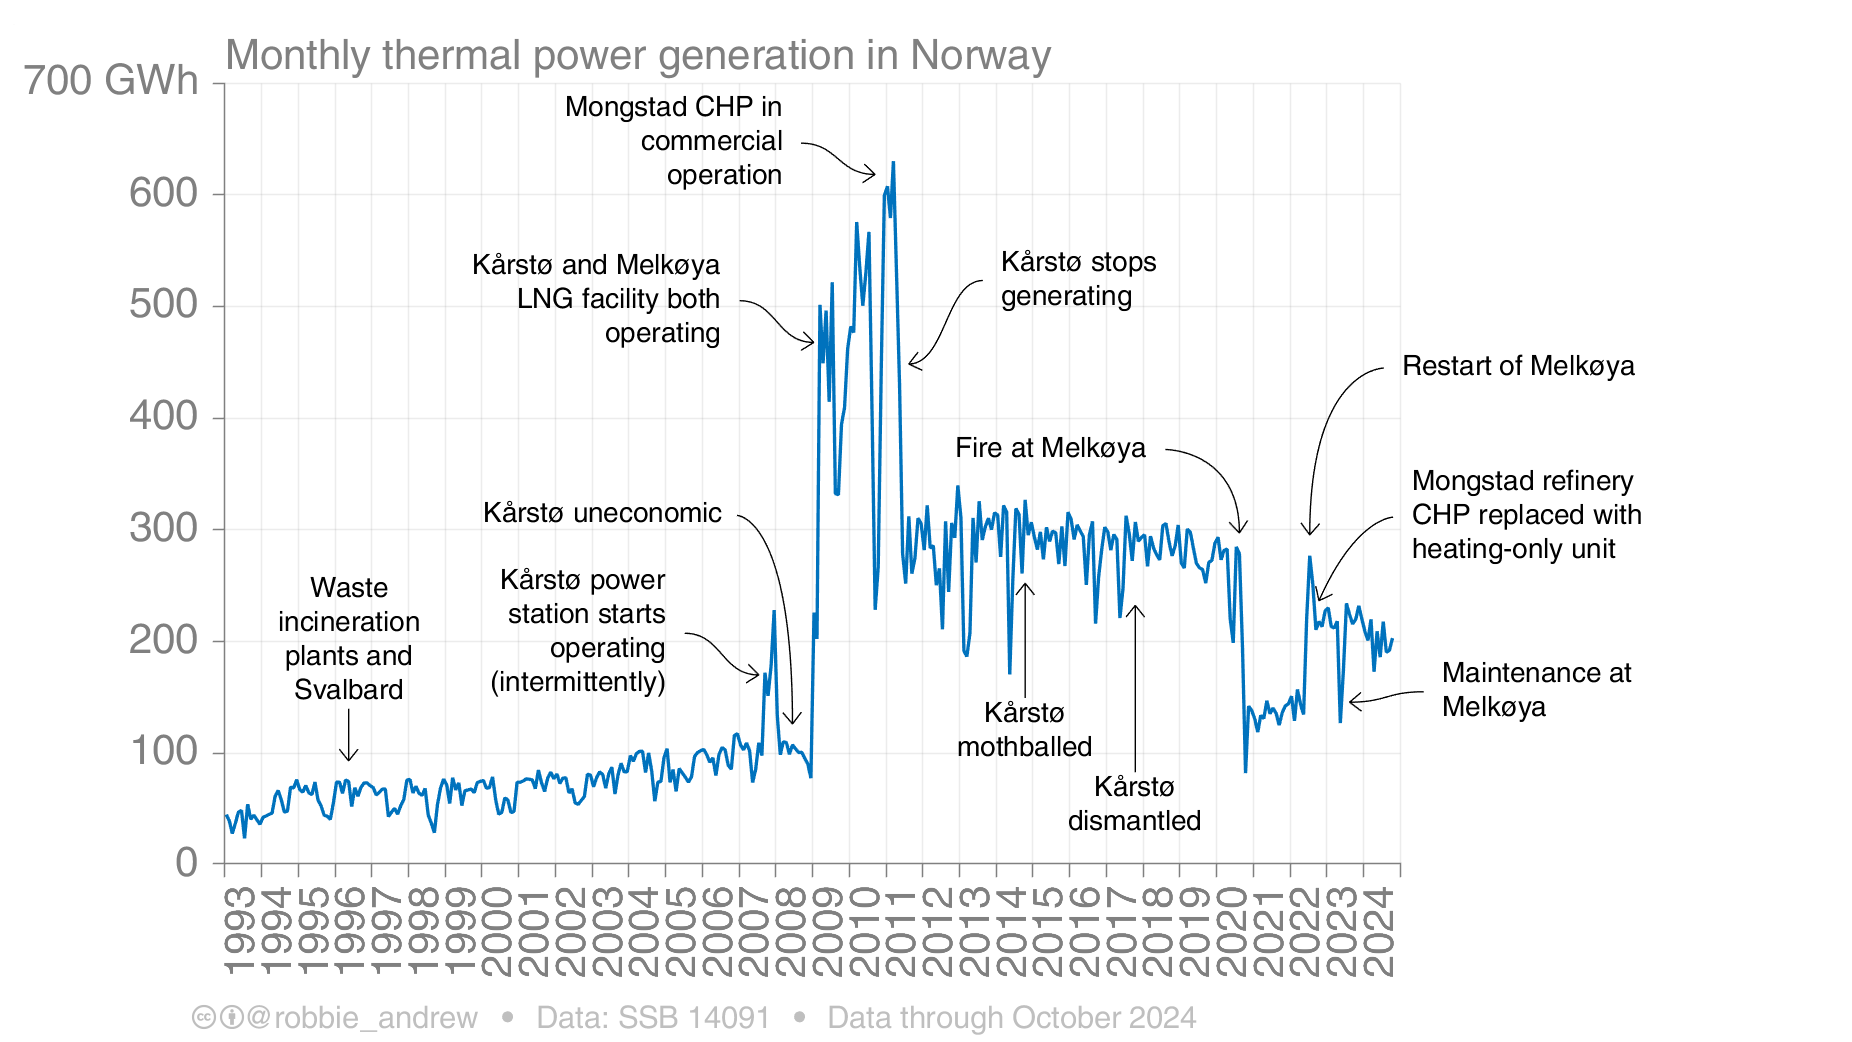 Monthly thermal power generation in Norway
700 GWh
600
500
400
300
200
100
0
Mongstad CHP in
commercial
operation
Kårstø and Melkøya
LNG facility both
operating
Kårstø stops
generating
Restart of Melkøya
Fire at Melkøya
Mongstad refinery
CHP replaced with
heating-only unit
Kårstø uneconomic
Kårstø power
station starts
operating
(intermittently)
Waste
incineration
plants and
Svalbard
Maintenance at
Melkøya
Kårstø
mothballed
Kårstø
dismantled
1993
1994
1995
1996
1997
1998
1999
2000
2001
2002
2003
2004
2005
2006
2007
2008
2009
2010
2011
2012
2013
2014
2015
2016
2017
2018
2019
2020
2021
2022
2023
2024
@robbie_andrew • Data: SSB 14091 • Data through October 2024